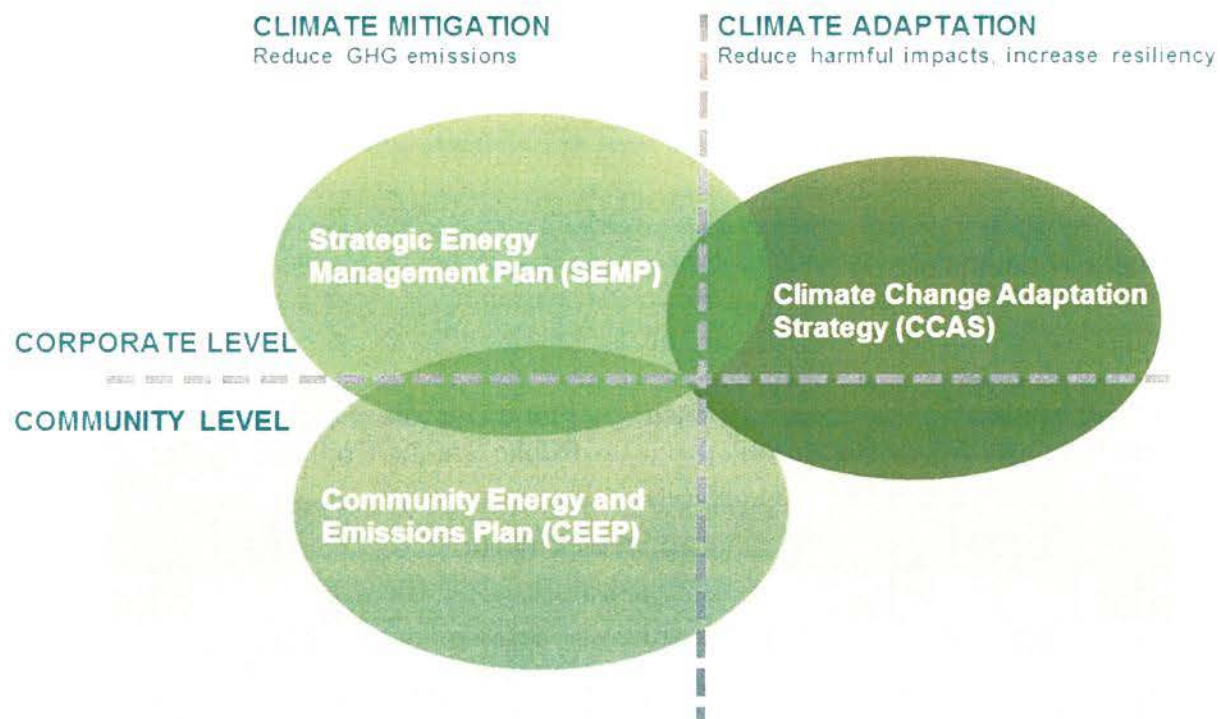 CLIMATE MITIGATION
Reduce GHG emissions
CLIMATE ADAPTATION
Reduce harmful impacts, increase resiliency
Strategic Energy
Management Plan (SEMP)
Climate Change Adaptation
Strategy (CCAS)
CORPORATE LEVEL
COMMUNITY LEVEL
Community Energy and
Emissions Plan (CEEP)